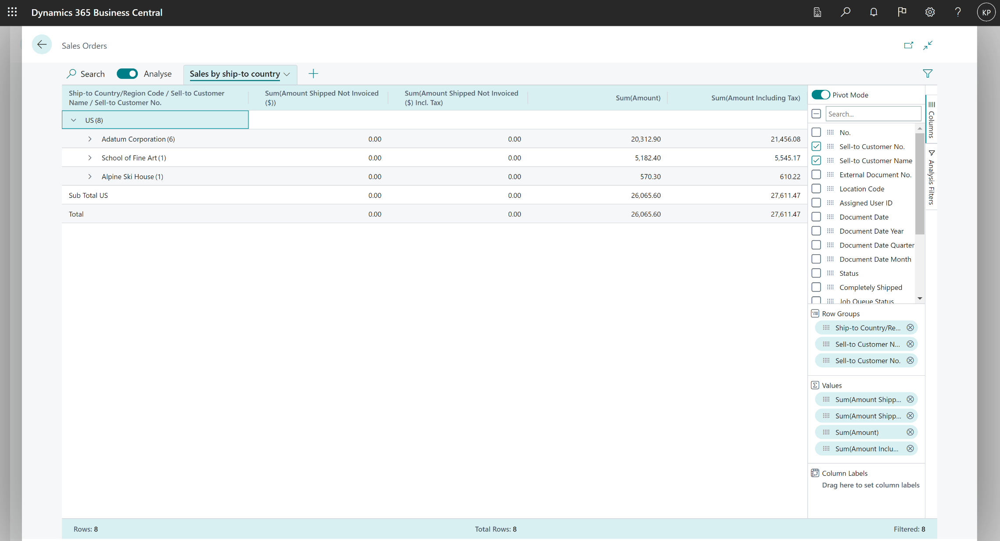 Dynamics 365 Business Central
KP
Sales Orders
Search
Analyse
Sales by ship-to country
Ship-to Country/Region Code / Sell-to Customer
Name / Sell-to Customer No.
Sum(Amount Shipped Not Invoiced
($))
Sum(Amount Shipped Not Invoiced
($) Incl. Tax)
Sum(Amount)
Sum(Amount Including Tax)
US (8)
Adatum Corporation (6) 0.00 0.00 20,312.90 21,456.08
School of Fine Art (1) 0.00 0.00 5,182.40 5,545.17
Alpine Ski House (1) 0.00 0.00 570.30 610.22
Sub Total US 0.00 0.00 26,065.60 27,611.47
Total 0.00 0.00 26,065.60 27,611.47
Pivot Mode
Search...
No.
Sell-to Customer No.
Sell-to Customer Name
External Document No.
Location Code
Assigned User ID
Document Date
Document Date Year
Document Date Quarter
Document Date Month
Status
Completely Shipped
Job Queue Status
Row Groups
Ship-to Country/Re...
Sell-to Customer N...
Sell-to Customer No.
Values
Sum(Amount Shipp...
Sum(Amount Shipp...
Sum(Amount)
Sum(Amount Inclu...
Column Labels
Drag here to set column labels
Columns
Analysis Filters
Rows: 8
Total Rows: 8
Filtered: 8